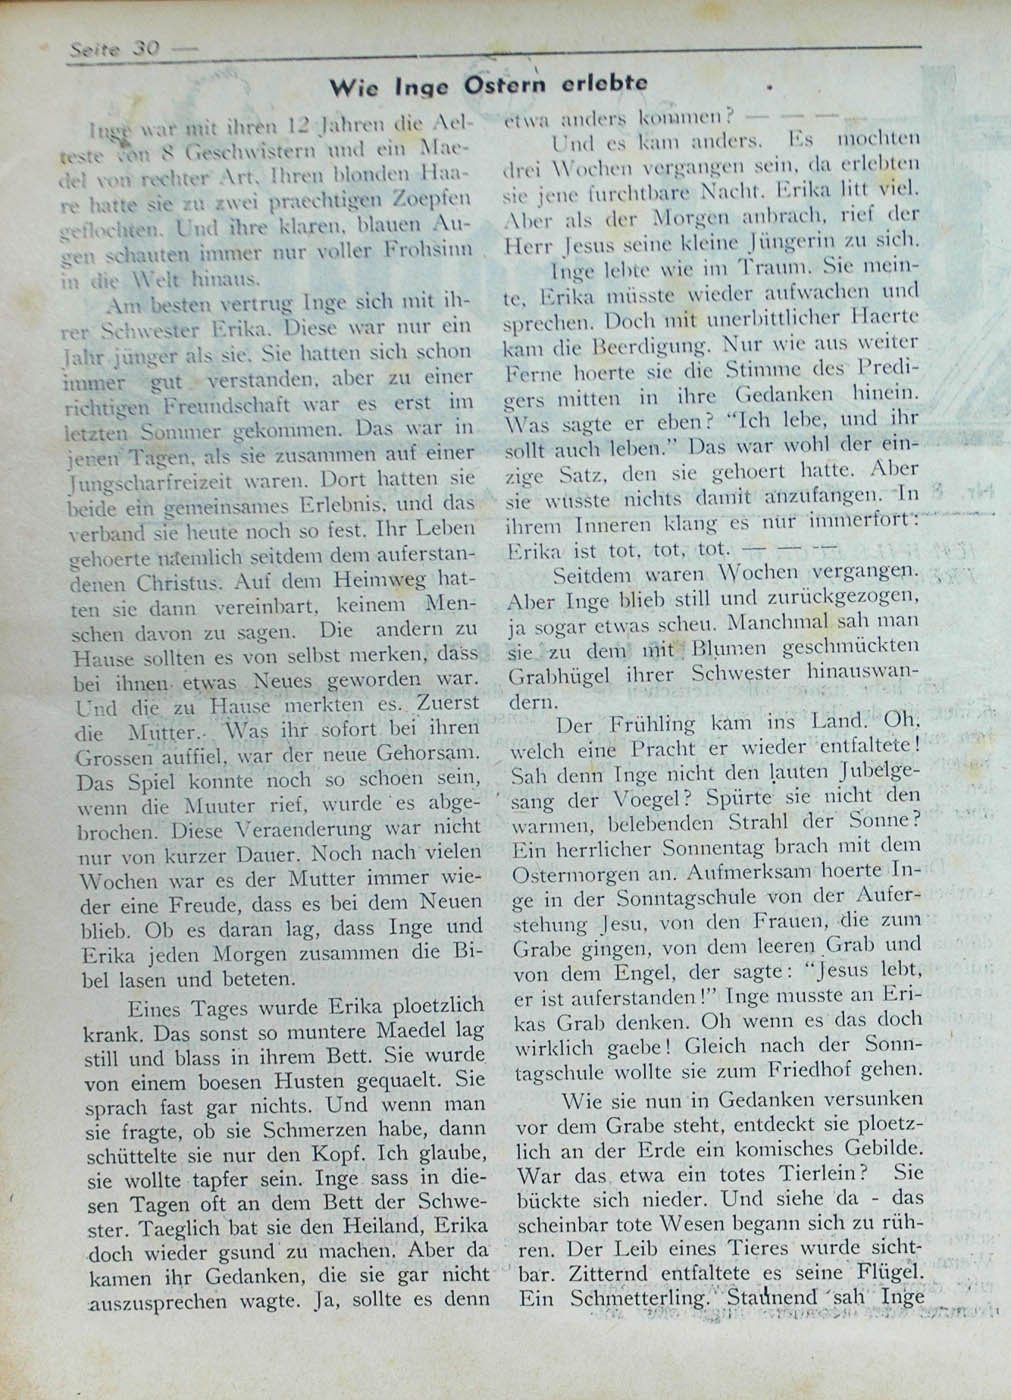 Seite 30 —
Wie Inge Ostern erlebte
Inge war mit ihren 12 Jahren die Ael-
teste von 8 Geschwistern und ein Mae-
del von rechter Art. Ihren blonden Haa-
re hatte sie zu zwei praechtigen Zoepfen
geflochten. Und ihre klaren, blauen Au-
gen schauten immer nur voller Frohsinn
in die Welt hinaus.
Am besten vertrug Inge sich mit ih-
rer Schwester Erika. Diese war nur ein
Jahr jünger als sie. Sie hatten sich schon
immer gut verstanden, aber zu einer
richtigen Freundschaft war es erst im
letzten Sommer gekommen. Das war in
jenen Tagen, als sie zusammen auf einer
Jungscharfreizeit waren. Dort hatten sie
beide ein gemeinsames Erlebnis, und das
verband sie heute noch so fest. Ihr Leben
gehoerte naemlich seitdem dem auferstan-
denen Christus. Auf dem Heimweg hat-
ten sie dann vereinbart, keinem Men-
schen davon zu sagen. Die andern zu
Hause sollten es von selbst merken, dass
bei ihnen etwas Neues geworden war.
Und die zu Hause merkten es. Zuerst
die Mutter. Was ihr sofort bei ihren
Grossen auffiel, war der neue Gehorsam.
Das Spiel konnte noch so schoen sein,
wenn die Muuter rief, wurde es abge-
brochen. Diese Veraenderung war nicht
nur von kurzer Dauer. Noch nach vielen
Wochen war es der Mutter immer wie-
der eine Freude, dass es bei dem Neuen
blieb. Ob es daran lag, dass Inge und
Erika jeden Morgen zusammen die Bi-
bel lasen und beteten.
Eines Tages wurde Erika ploetzlich
krank. Das sonst so muntere Maedel lag
still und blass in ihrem Bett. Sie wurde
von einem boesen Husten gequaelt. Sie
sprach fast gar nichts. Und wenn man
sie fragte, ob sie Schmerzen habe, dann
schüttelte sie nur den Kopf. Ich glaube,
sie wollte tapfer sein. Inge sass in die-
sen Tagen oft an dem Bett der Schwe-
ster. Taeglich bat sie den Heiland, Erika
doch wieder gsund zu machen. Aber da
kamen ihr Gedanken, die sie gar nicht
auszusprechen wagte. Ja, sollte es denn
etwa anders kommen? — — — —
Und es kam anders. Es mochten
drei Wochen vergangen sein, da erlebten
sie jene furchtbare Nacht. Erika litt viel.
Aber als der Morgen anbrach, rief der
Herr Jesus seine kleine Jüngerin zu sich.
Inge lebte wie im Traum. Sie mein-
te, Erika müsste wieder aufwachen und
sprechen. Doch mit unerbittlicher Haerte
kam die Beerdigung. Nur wie aus weiter
Ferne hoerte sie die Stimme des Predi-
gers mitten in ihre Gedanken hinein.
Was sagte er eben? "Ich lebe, und ihr
sollt auch leben." Das war wohl der ein-
zige Satz, den sie gehoert hatte. Aber
sie wusste nichts damit anzufangen. In
ihrem Inneren klang es nur immerfort:
Erika ist tot, tot, tot. — — —
Seitdem waren Wochen vergangen.
Aber Inge blieb still und zurückgezogen,
ja sogar etwas scheu. Manchmal sah man
sie zu dem mit Blumen geschmückten
Grabhügel ihrer Schwester hinauswan-
dern.
Der Frühling kam ins Land. Oh,
welch eine Pracht er wieder entfaltete!
Sah denn Inge nicht den lauten Jubelge-
sang der Voegel? Spürte sie nicht den
warmen, belebenden Strahl der Sonne?
Ein herrlicher Sonnentag brach mit dem
Ostermorgen an. Aufmerksam hoerte In-
ge in der Sonntagschule von der Aufer-
stehung Jesu, von den Frauen, die zum
Grabe gingen, von dem leeren Grab und
von dem Engel, der sagte: "Jesus lebt,
er ist auferstanden!" Inge musste an Eri-
kas Grab denken. Oh wenn es das doch
wirklich gaebe! Gleich nach der Sonn-
tagschule wollte sie zum Friedhof gehen.
Wie sie nun in Gedanken versunken
vor dem Grabe steht, entdeckt sie ploetz-
lich an der Erde ein komisches Gebilde.
War das etwa ein totes Tierlein? Sie
bückte sich nieder. Und siehe da - das
scheinbar tote Wesen begann sich zu rüh-
ren. Der Leib eines Tieres wurde sicht-
bar. Zitternd entfaltete es seine Flügel.
Ein Schmetterling. Staunend sah Inge